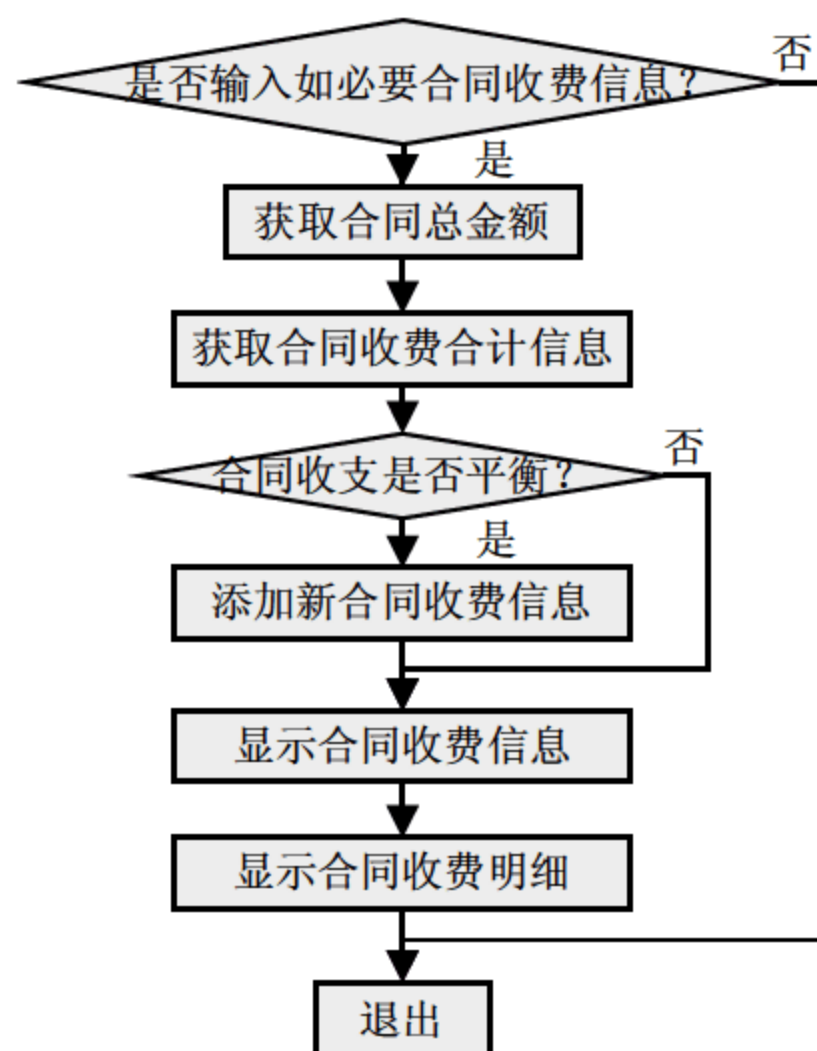 是否输入如必要合同收费信息？
否
是
获取合同总金额
获取合同收费合计信息
合同收支是否平衡？
否
是
添加新合同收费信息
显示合同收费信息
显示合同收费明细
退出